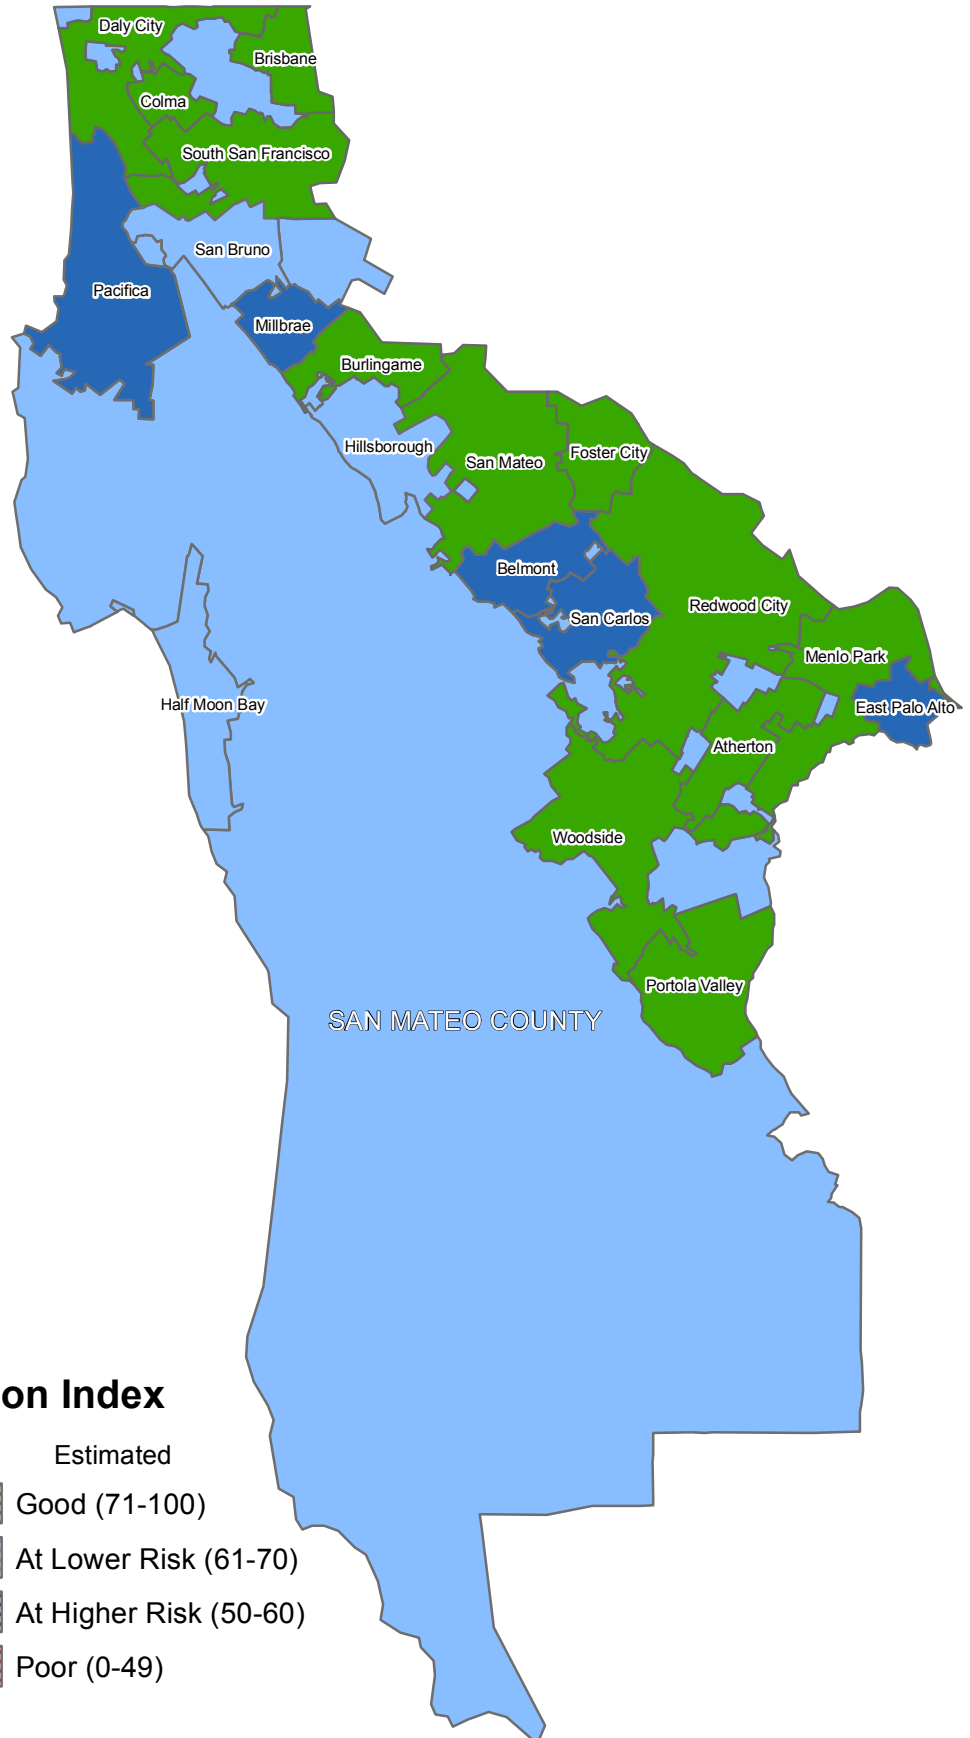 Daly City
Brisbane
Colma
South San Francisco
San Bruno
Pacifica
Millbrae
Burlingame
Hillsborough
San Mateo
Foster City
Belmont
San Carlos
Redwood City
Menlo Park
East Palo Alto
Half Moon Bay
Atherton
Woodside
Portola Valley
SAN MATEO COUNTY
on Index
Estimated
Good (71-100)
At Lower Risk (61-70)
At Higher Risk (50-60)
Poor (0-49)